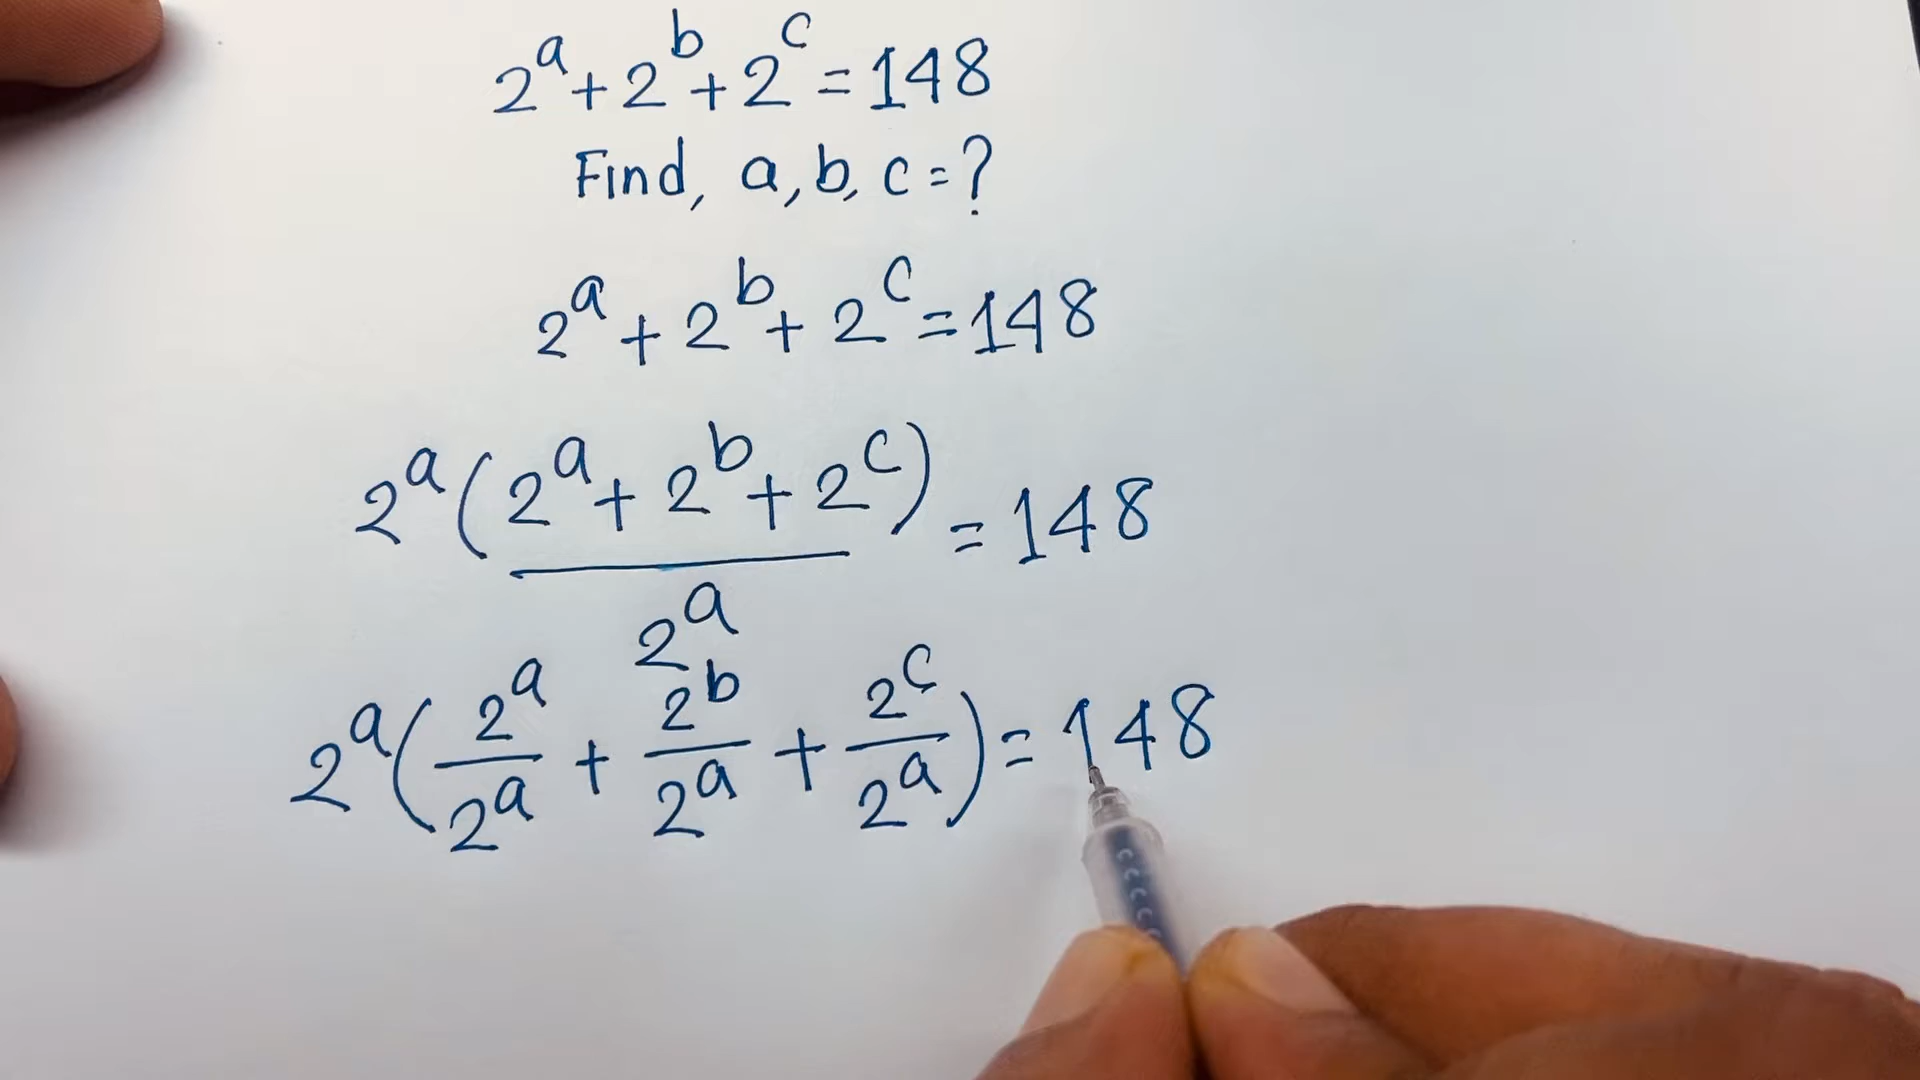 2^a + 2^b + 2^c = 148
Find, a, b, c = ?
2^a + 2^b + 2^c = 148
2^a (2^a + 2^b + 2^c) / 2^a = 148
2^a (2^a/2^a + 2^b/2^a + 2^c/2^a) = 148